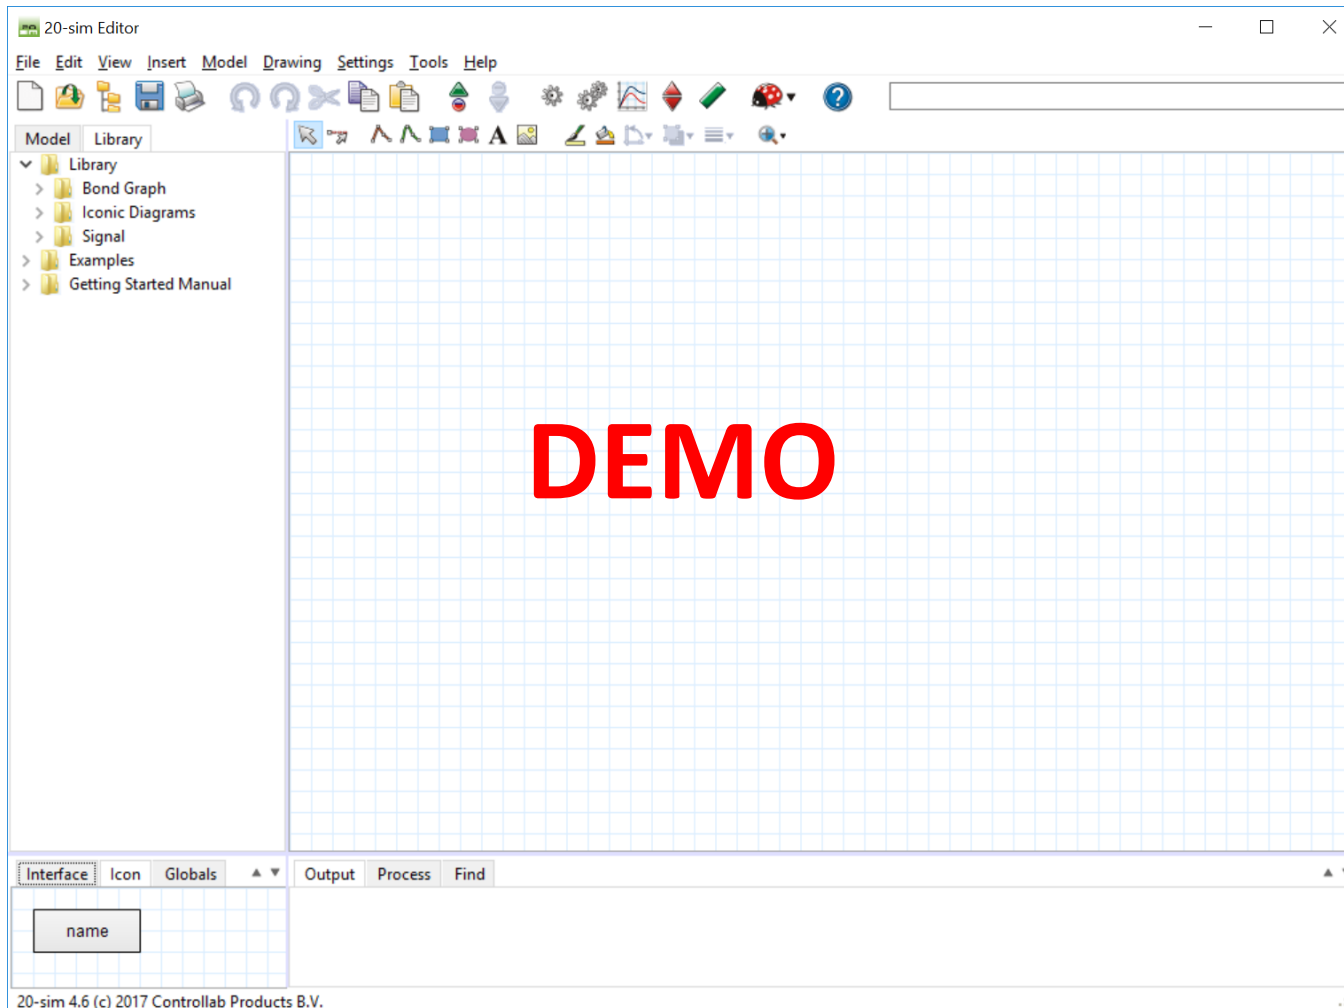 20-sim Editor
File Edit View Insert Model Drawing Settings Tools Help
Model Library
A
Library
Bond Graph
Iconic Diagrams
Signal
Examples
Getting Started Manual
DEMO
Interface Icon Globals
Output Process Find
name
20-sim 4.6 (c) 2017 Controllab Products B.V.